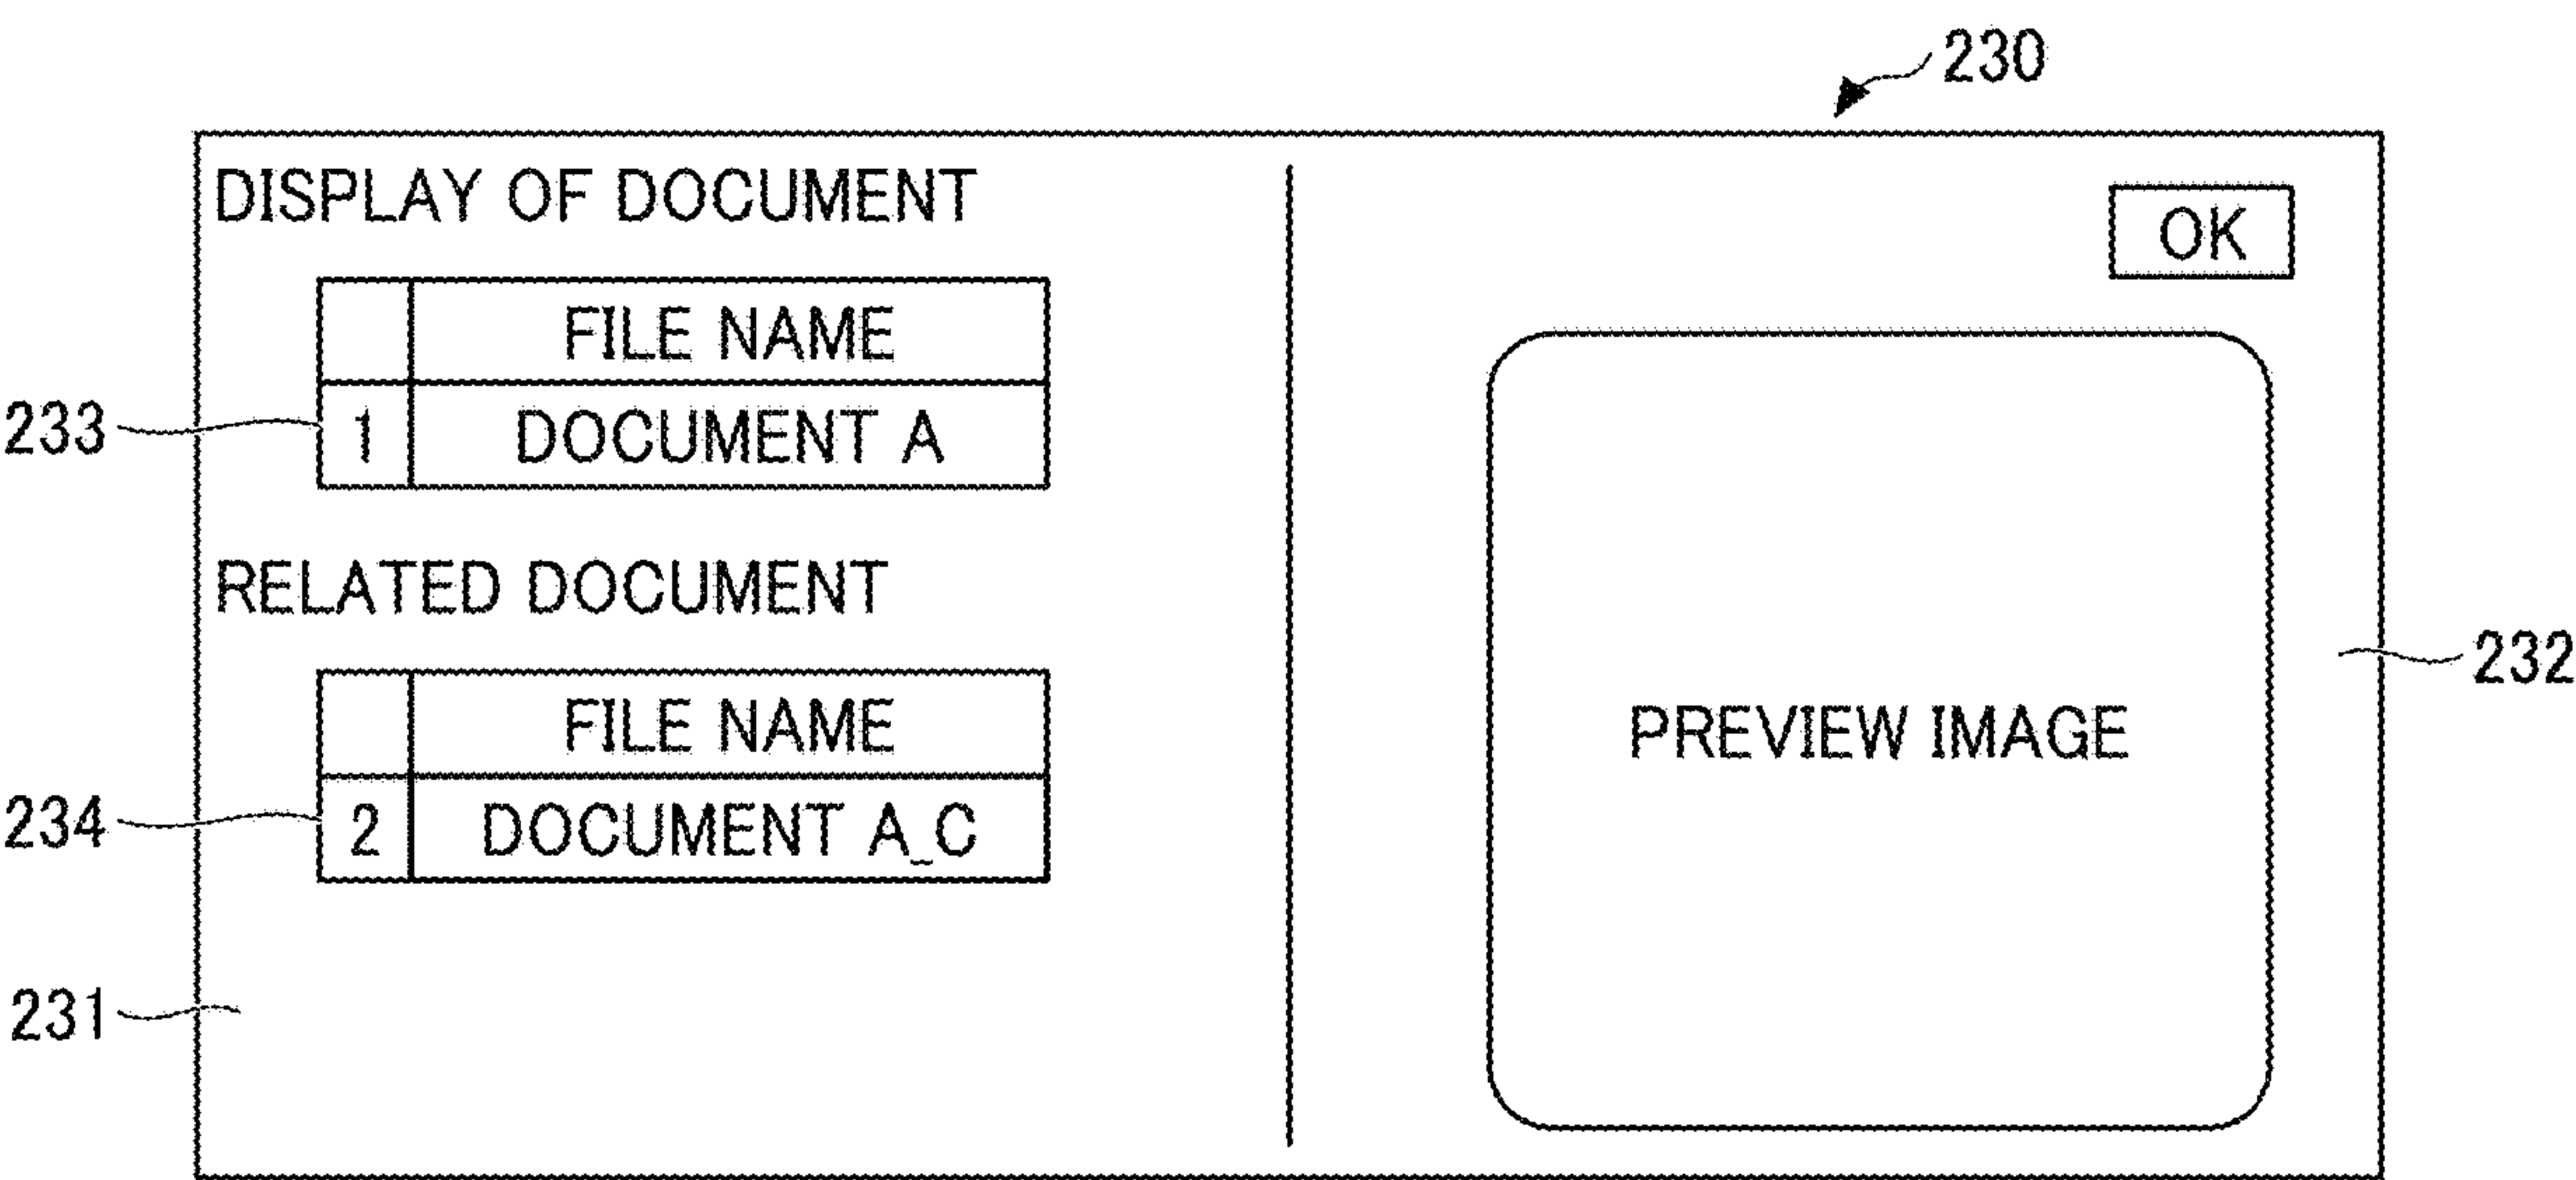 230
DISPLAY OF DOCUMENT
FILE NAME
233
1 DOCUMENT A
RELATED DOCUMENT
FILE NAME
234
2 DOCUMENT A_C
231
OK
PREVIEW IMAGE
232